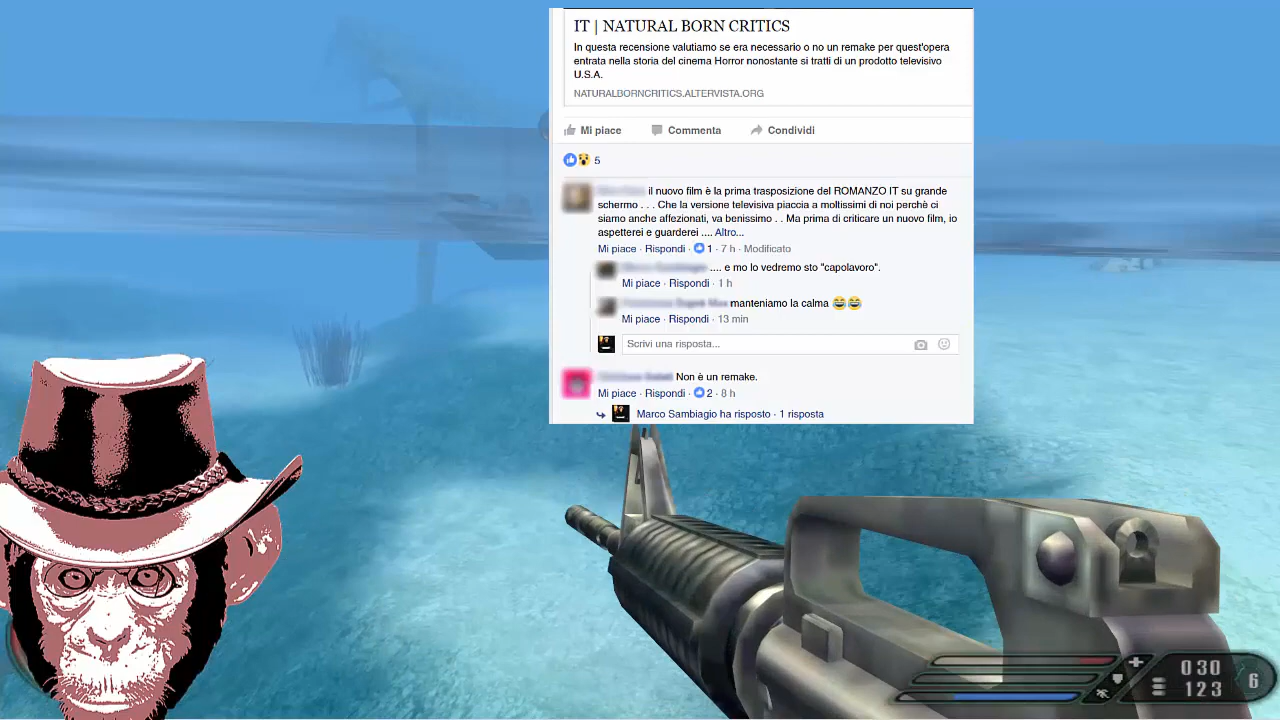 IT | NATURAL BORN CRITICS
In questa recensione valutiamo se era necessario o no un remake per quest'opera
entrata nella storia del cinema Horror nonostante si tratti di un prodotto televisivo
U.S.A.
NATURALBORNCRITICS.ALTERVISTA.ORG
Mi piace Commenta Condividi
5
il nuovo film è la prima trasposizione del ROMANZO IT su grande
schermo . . . Che la versione televisiva piaccia a moltissimi di noi perchè ci
siamo anche affezionati, va benissimo . . Ma prima di criticare un nuovo film, io
aspetterei e guarderei .... Altro...
Mi piace · Rispondi · 1 · 7 h · Modificato
.... e mo lo vedremo sto "capolavoro".
Mi piace · Rispondi · 1 h
manteniamo la calma 😂😂
Mi piace · Rispondi · 13 min
Scrivi una risposta...
Non è un remake.
Mi piace · Rispondi · 2 · 8 h
Marco Sambiagio ha risposto · 1 risposta
030
123
6